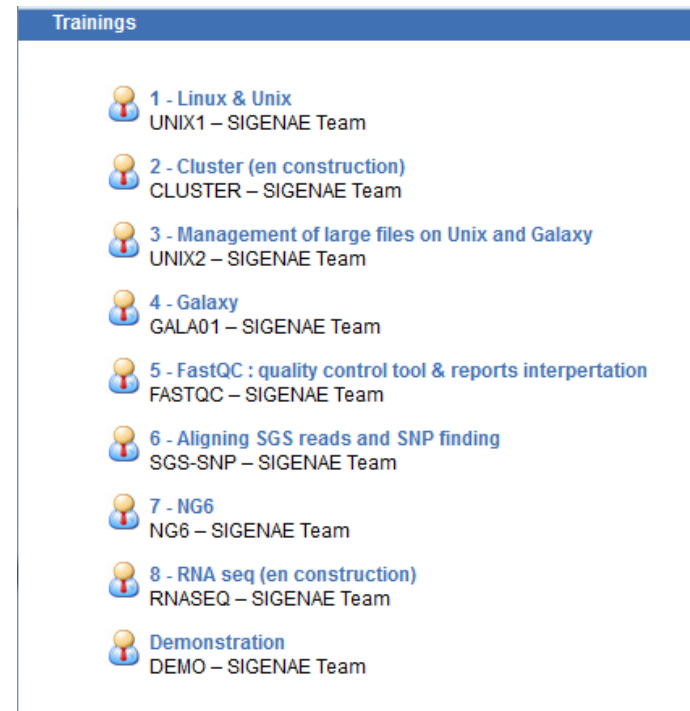 Trainings
1 - Linux & Unix
UNIX1 – SIGENAE Team
2 - Cluster (en construction)
CLUSTER – SIGENAE Team
3 - Management of large files on Unix and Galaxy
UNIX2 – SIGENAE Team
4 - Galaxy
GALA01 – SIGENAE Team
5 - FastQC : quality control tool & reports interpertation
FASTQC – SIGENAE Team
6 - Aligning SGS reads and SNP finding
SGS-SNP – SIGENAE Team
7 - NG6
NG6 – SIGENAE Team
8 - RNA seq (en construction)
RNASEQ – SIGENAE Team
Demonstration
DEMO – SIGENAE Team